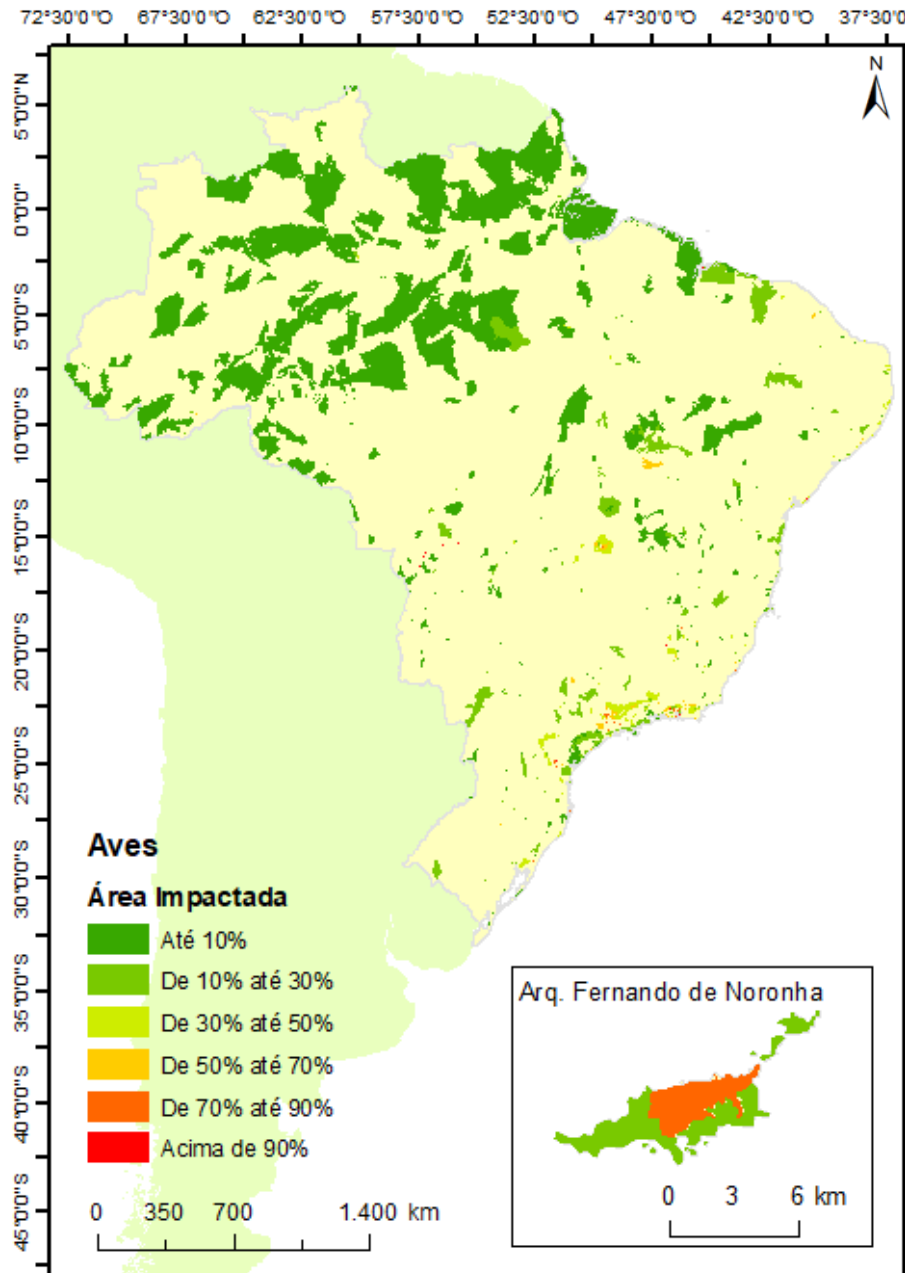 72°30'0"O 67°30'0"O 62°30'0"O 57°30'0"O 52°30'0"O 47°30'0"O 42°30'0"O 37°30'0"O
N
5°0'0"N
0°0'0"
5°0'0"S
10°0'0"S
15°0'0"S
20°0'0"S
25°0'0"S
30°0'0"S
35°0'0"S
40°0'0"S
45°0'0"S
Aves
Área Impactada
Até 10%
De 10% até 30%
De 30% até 50%
De 50% até 70%
De 70% até 90%
Acima de 90%
0 350 700 1.400 km
Arq. Fernando de Noronha
0 3 6 km